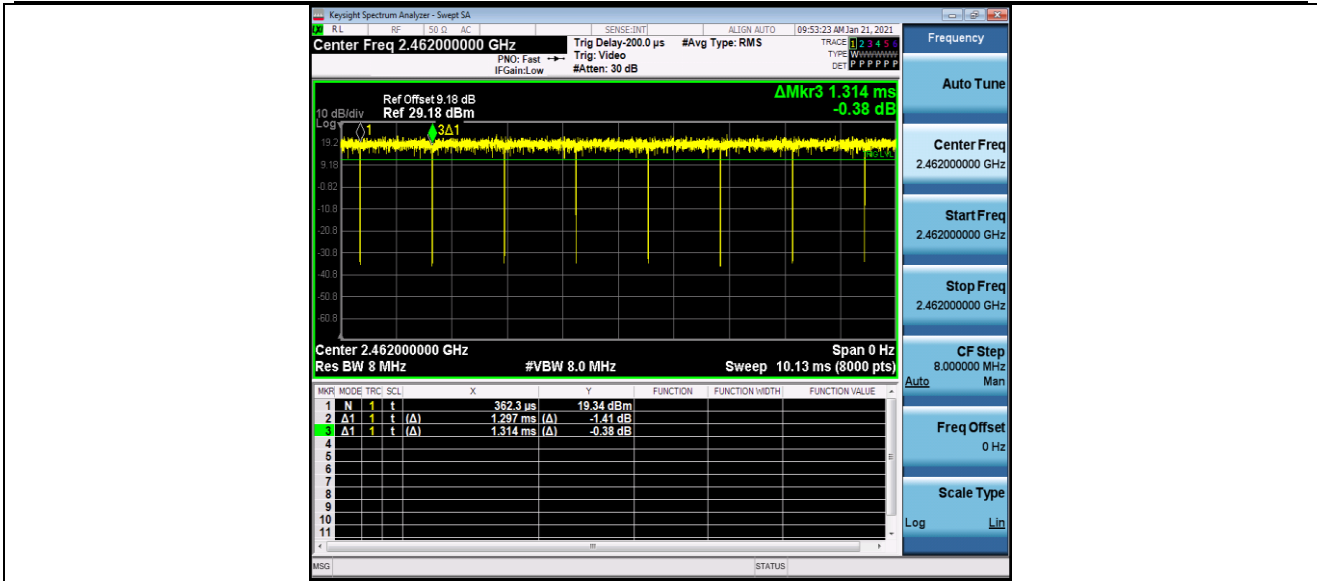 Keysight Spectrum Analyzer - Swept SA
RL RF 50 Ω AC SENSE:INT ALIGN AUTO 09:53:23 AM Jan 21, 2021
Center Freq 2.462000000 GHz
PNO: Fast
IFGain:Low
Trig Delay-200.0 µs
Trig: Video
#Atten: 30 dB
#Avg Type: RMS
TRACE 1 2 3 4 5 6
TYPE WWWWWW
DET P P P P P P
ΔMkr3 1.314 ms
-0.38 dB
Ref Offset 9.18 dB
10 dB/div Ref 29.18 dBm
Log
1 3Δ1
19.2
9.18
-0.82
-10.8
-20.8
-30.8
-40.8
-50.8
-60.8
Center 2.462000000 GHz Span 0 Hz
Res BW 8 MHz #VBW 8.0 MHz Sweep 10.13 ms (8000 pts)
MKR MODE TRC SCL X Y FUNCTION FUNCTION WIDTH FUNCTION VALUE
1 N 1 t 362.3 µs 19.34 dBm
2 Δ1 1 t (Δ) 1.297 ms (Δ) -1.41 dB
3 Δ1 1 t (Δ) 1.314 ms (Δ) -0.38 dB
4
5
6
7
8
9
10
11
MSG STATUS
Frequency
Auto Tune
Center Freq
2.462000000 GHz
Start Freq
2.462000000 GHz
Stop Freq
2.462000000 GHz
CF Step
8.000000 MHz
Auto Man
Freq Offset
0 Hz
Scale Type
Log Lin